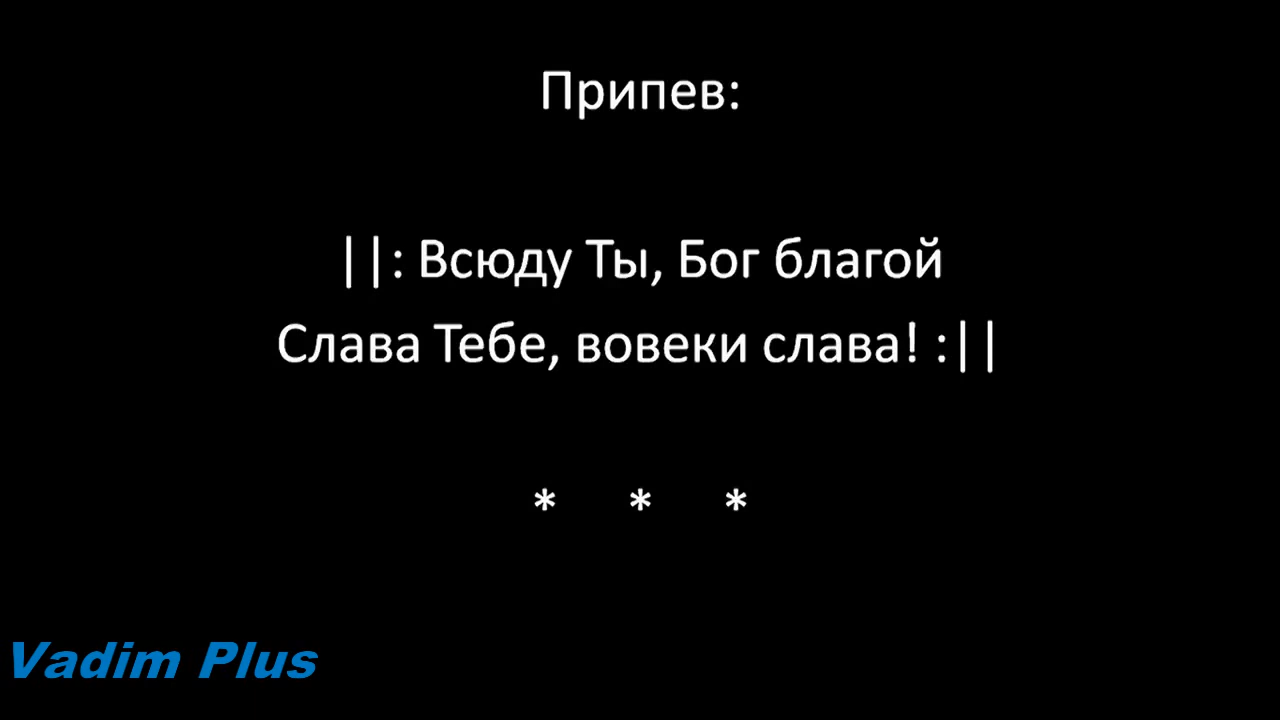 Припев:
||: Всюду Ты, Бог благой
Слава Тебе, вовеки слава! :||
* * *
Vadim Plus